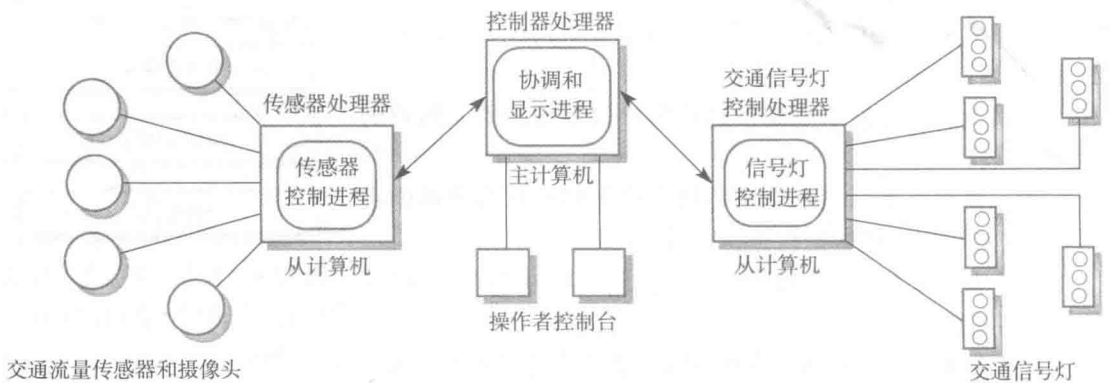 控制器处理器
协调和
显示进程
主计算机
传感器处理器
传感器
控制进程
从计算机
交通信号灯
控制处理器
信号灯
控制进程
从计算机
操作者控制台
交通流量传感器和摄像头
交通信号灯